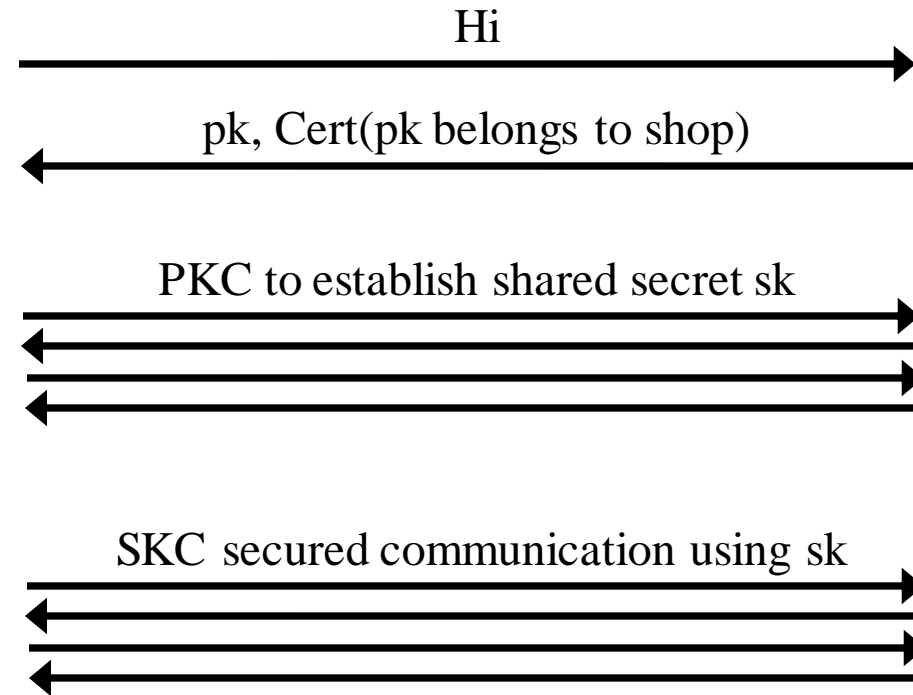 Hi
pk, Cert(pk belongs to shop)
PKC to establish shared secret sk
SKC secured communication using sk